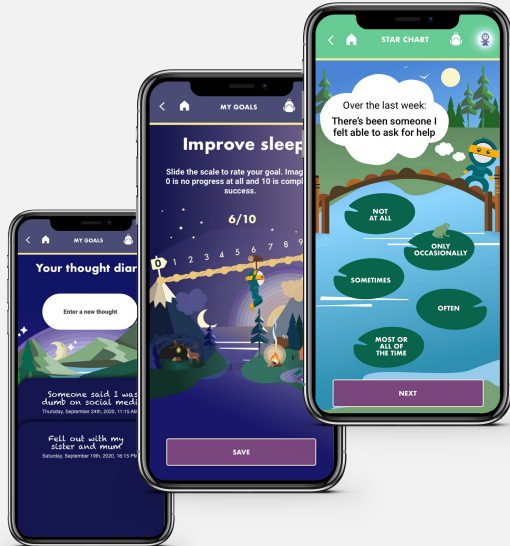 MY GOALS
Your thought diar
Enter a new thought
Someone said I was
dumb on social medi
Thursday, September 24th, 2020, 11:15 AM
Fell out with my
sister and mum
Saturday, September 19th, 2020, 16:15 PM
MY GOALS
Improve sleep
Slide the scale to rate your goal. Imag
0 is no progress at all and 10 is compl
success.
6/10
0 1 2 3 4 5 6 7 8 9
SAVE
STAR CHART
Over the last week:
There's been someone I
felt able to ask for help
NOT
AT ALL
ONLY
OCCASIONALLY
SOMETIMES
OFTEN
MOST OR
ALL OF
THE TIME
NEXT